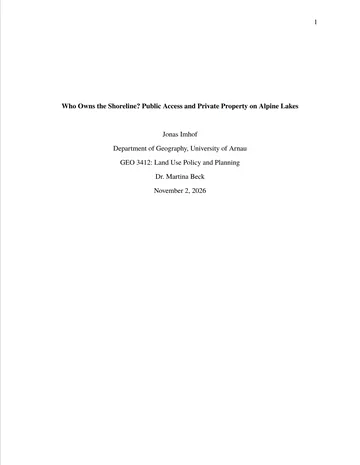 1
Who Owns the Shoreline? Public Access and Private Property on Alpine Lakes
Jonas Imhof
Department of Geography, University of Arnau
GEO 3412: Land Use Policy and Planning
Dr. Martina Beck
November 2, 2026